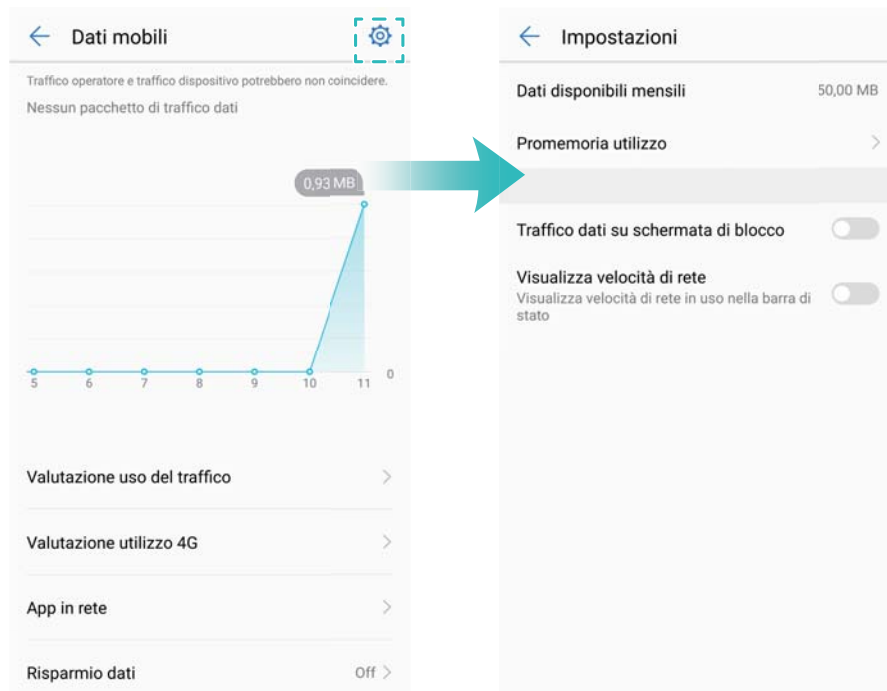 Dati mobili
Traffico operatore e traffico dispositivo potrebbero non coincidere.
Nessun pacchetto di traffico dati
0,93 MB
0
5 6 7 8 9 10 11
Valutazione uso del traffico
Valutazione utilizzo 4G
App in rete
Risparmio dati Off
Impostazioni
Dati disponibili mensili 50,00 MB
Promemoria utilizzo
Traffico dati su schermata di blocco
Visualizza velocità di rete
Visualizza velocità di rete in uso nella barra di
stato